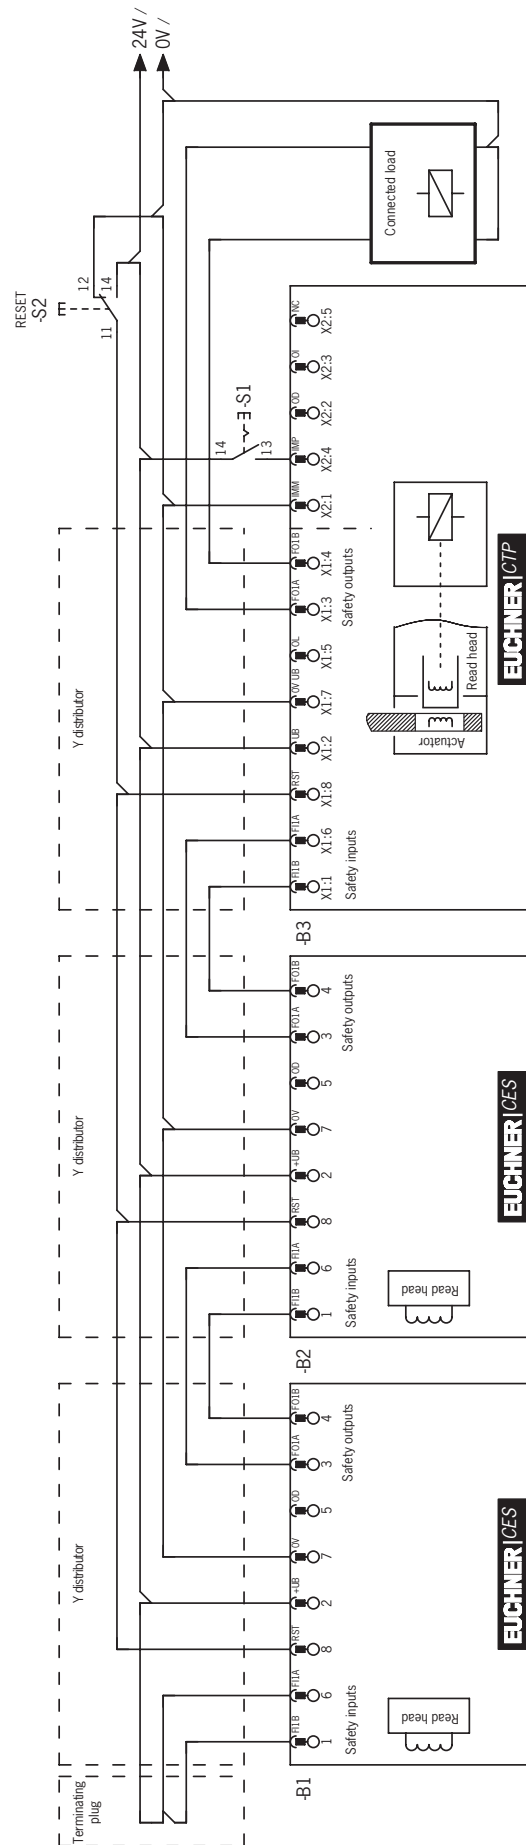 24V /
0V /
RESET
-S2
12
14
11
14
13
-S1
Connected load
Y distributor
FI1B
FI1A
RST
UB
0V UB
OL
FO1A
FO1B
IMM
IMP
OD
OI
NC
X1:1
X1:6
X1:8
X1:2
X1:7
X1:5
X1:3
X1:4
X2:1
X2:4
X2:2
X2:3
X2:5
Safety inputs
Safety outputs
-B3
Actuator
Read head
EUCHNER CTP
Y distributor
FI1B
FI1A
RST
+UB
0V
OD
FO1A
FO1B
1
6
8
2
7
5
3
4
Safety inputs
Safety outputs
-B2
Read head
EUCHNER CES
Y distributor
Terminating
plug
FI1B
FI1A
RST
+UB
0V
OD
FO1A
FO1B
1
6
8
2
7
5
3
4
Safety inputs
Safety outputs
-B1
Read head
EUCHNER CES